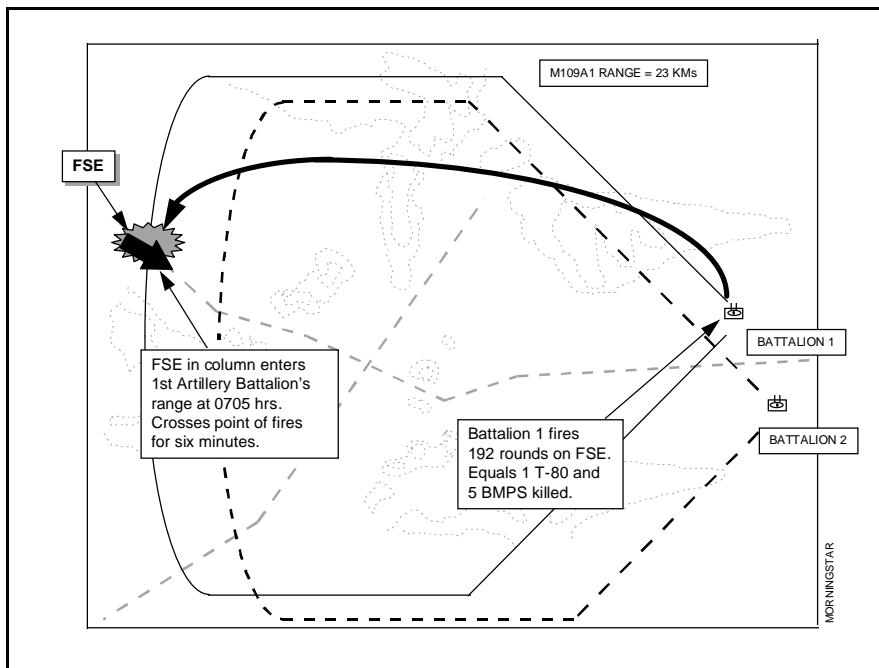 M109A1 RANGE = 23 KMs
FSE
FSE in column enters
1st Artillery Battalion's
range at 0705 hrs.
Crosses point of fires
for six minutes.
BATTALION 1
Battalion 1 fires
192 rounds on FSE.
Equals 1 T-80 and
5 BMPS killed.
BATTALION 2
MORNINGSTAR